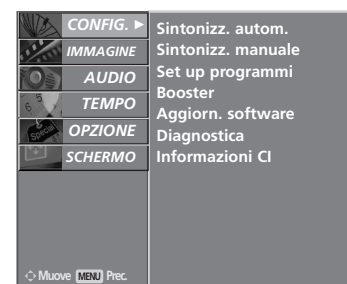 CONFIG. ►
IMMAGINE
AUDIO
TEMPO
OPZIONE
SCHERMO
Sintonizz. autom.
Sintonizz. manuale
Set up programmi
Booster
Aggiorn. software
Diagnostica
Informazioni CI
Muove MENU Prec.